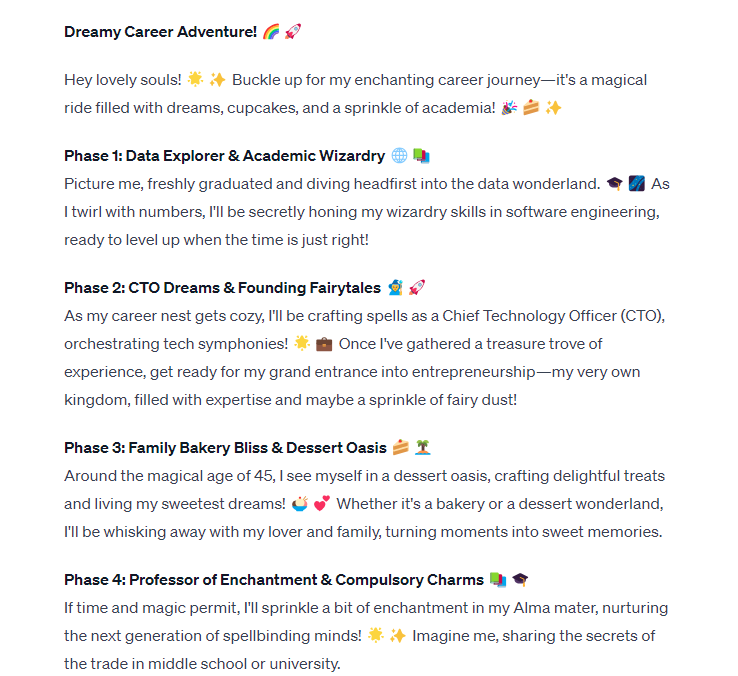 Dreamy Career Adventure! 🌈 🚀
Hey lovely souls! 🌟 ✨ Buckle up for my enchanting career journey—it's a magical
ride filled with dreams, cupcakes, and a sprinkle of academia! 🎉 🍰 ✨
Phase 1: Data Explorer & Academic Wizardry 🌐 📚
Picture me, freshly graduated and diving headfirst into the data wonderland. 🎓 🌌 As
I twirl with numbers, I'll be secretly honing my wizardry skills in software engineering,
ready to level up when the time is just right!
Phase 2: CTO Dreams & Founding Fairytales 🧙‍♂️ 🚀
As my career nest gets cozy, I'll be crafting spells as a Chief Technology Officer (CTO),
orchestrating tech symphonies! 🌟 💼 Once I've gathered a treasure trove of
experience, get ready for my grand entrance into entrepreneurship—my very own
kingdom, filled with expertise and maybe a sprinkle of fairy dust!
Phase 3: Family Bakery Bliss & Dessert Oasis 🍰 🏝️
Around the magical age of 45, I see myself in a dessert oasis, crafting delightful treats
and living my sweetest dreams! 🍨 💕 Whether it's a bakery or a dessert wonderland,
I'll be whisking away with my lover and family, turning moments into sweet memories.
Phase 4: Professor of Enchantment & Compulsory Charms 📚 🎓
If time and magic permit, I'll sprinkle a bit of enchantment in my Alma mater, nurturing
the next generation of spellbinding minds! 🌟 ✨ Imagine me, sharing the secrets of
the trade in middle school or university.